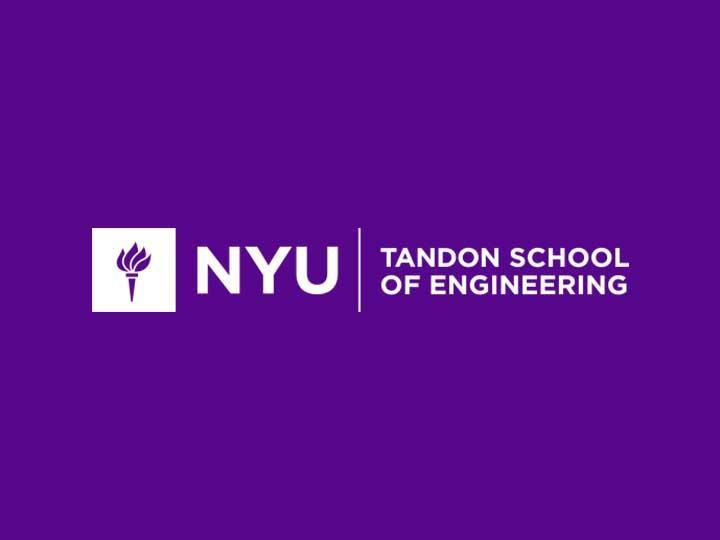 NYU
TANDON SCHOOL
OF ENGINEERING